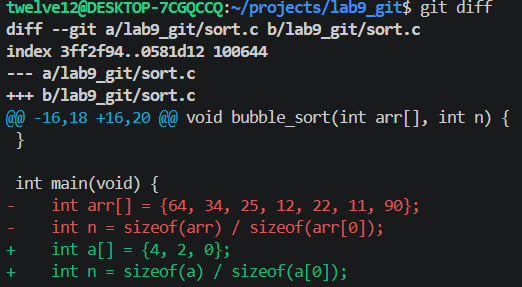 twelve12@DESKTOP-7CGQCCQ:~/projects/lab9_git$ git diff
diff --git a/lab9_git/sort.c b/lab9_git/sort.c
index 3ff2f94..0581d12 100644
--- a/lab9_git/sort.c
+++ b/lab9_git/sort.c
@@ -16,18 +16,20 @@ void bubble_sort(int arr[], int n) {
 }

 int main(void) {
-    int arr[] = {64, 34, 25, 12, 22, 11, 90};
-    int n = sizeof(arr) / sizeof(arr[0]);
+    int a[] = {4, 2, 0};
+    int n = sizeof(a) / sizeof(a[0]);